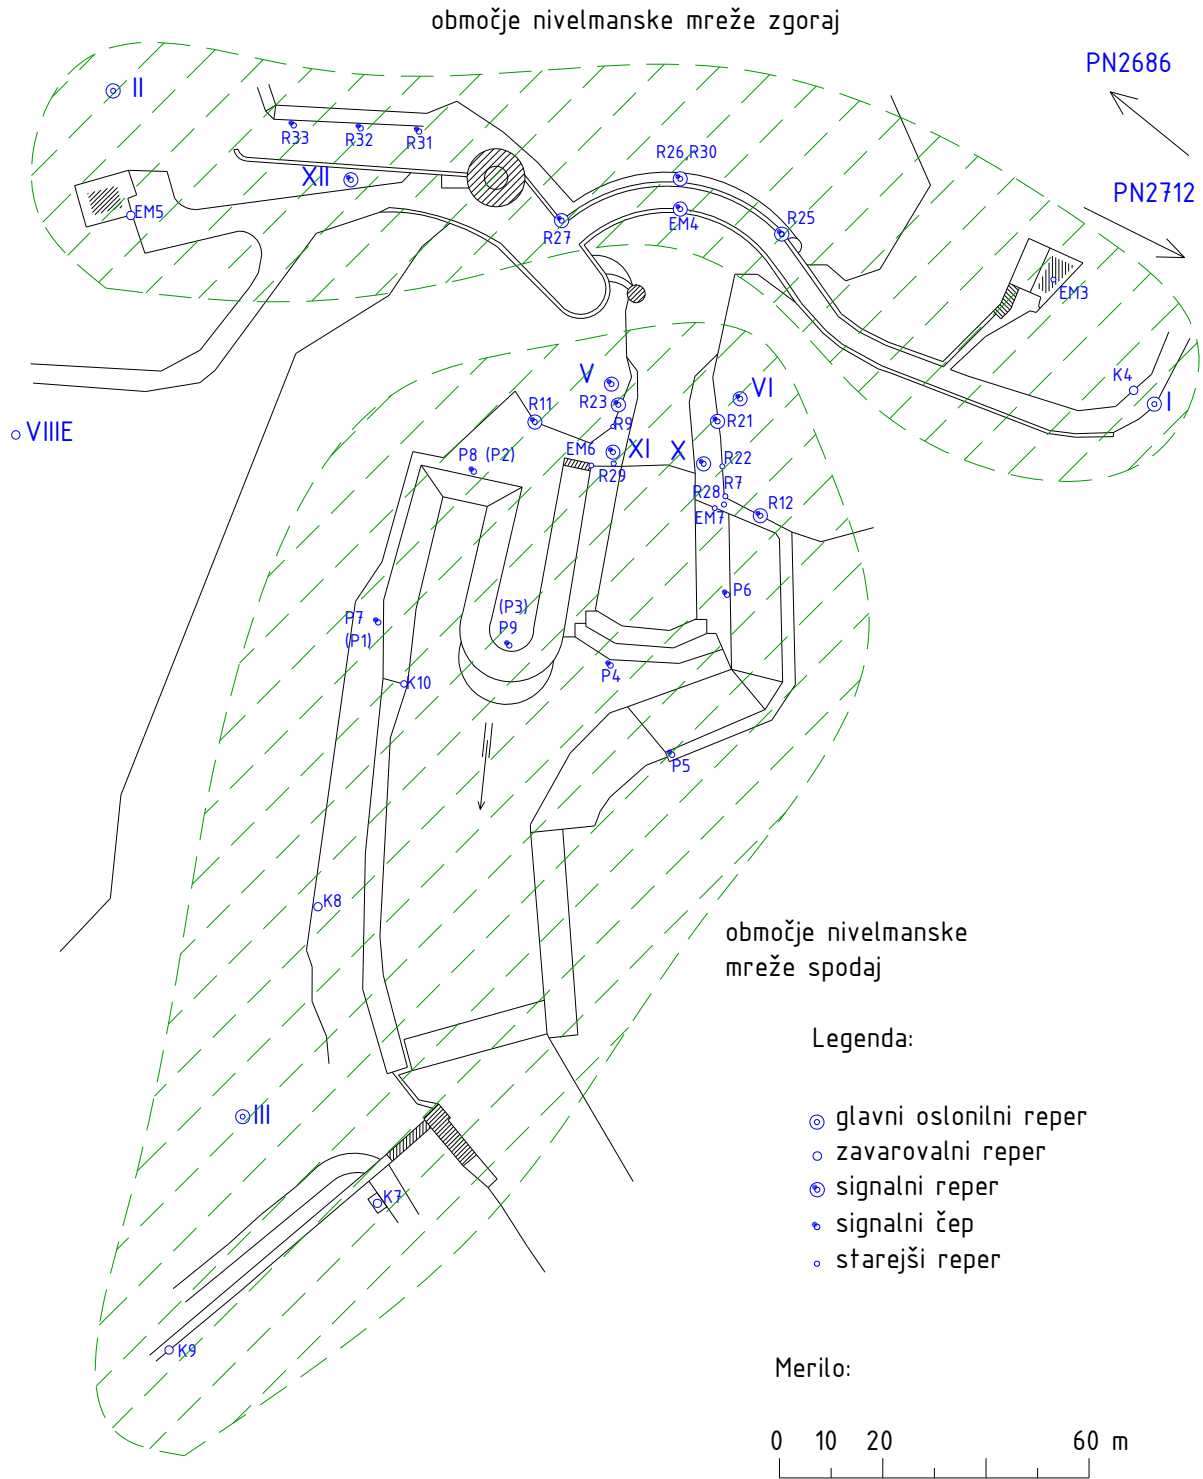 območje nivelmanske mreže zgoraj
PN2686
II
R33
R32
R31
R26,R30
XII
PN2712
EM5
R27
EM4
R25
EM3
V
VI
K4
I
R23
R11
R9
R21
VIIIE
EM6
XI
X
P8 (P2)
R29
R22
R7
R28
R12
EM7
P6
(P3)
P7
P9
(P1)
P4
K10
P5
K8
območje nivelmanske
mreže spodaj
Legenda:
III
glavni oslonilni reper
zavarovalni reper
signalni reper
K7
signalni čep
starejši reper
K9
Merilo:
0 10 20 60 m